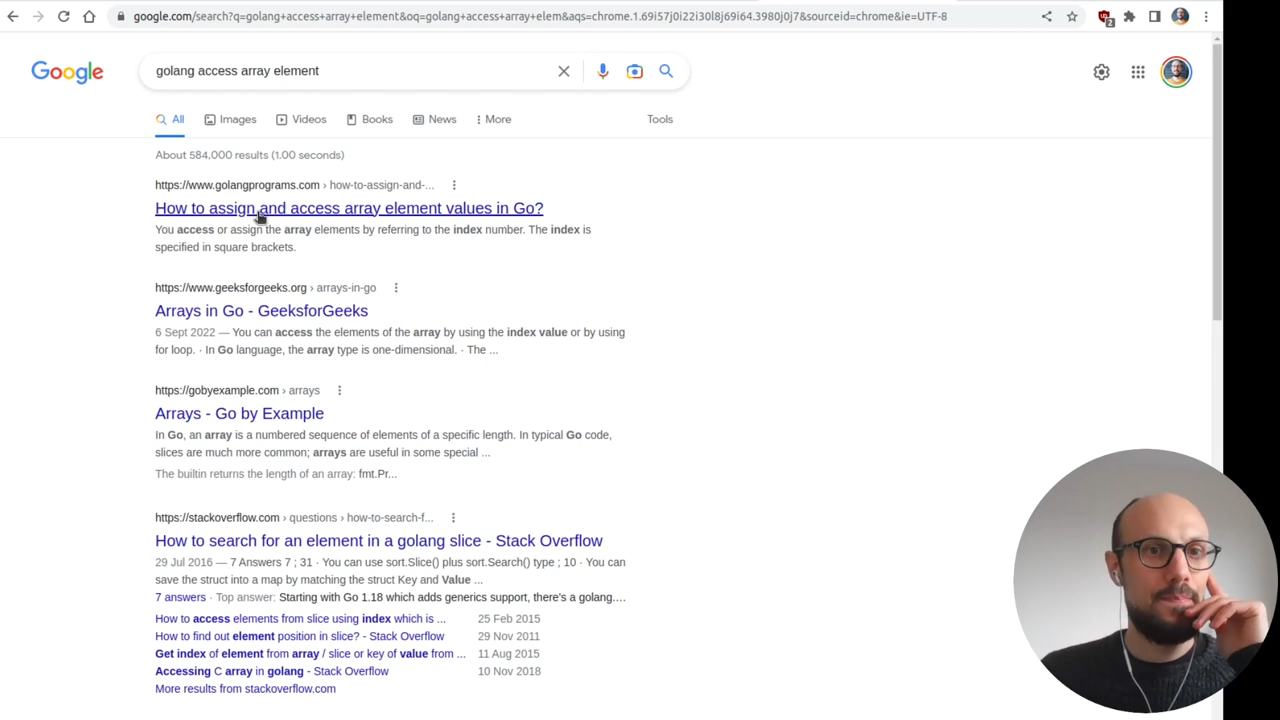 google.com/search?q=golang+access+array+element&oq=golang+access+array+elem&aqs=chrome.1.69i57j0i22i30l8j69i64.3980j0j7&sourceid=chrome&ie=UTF-8
2
Google
golang access array element
All Images Videos Books News More Tools
About 584,000 results (1.00 seconds)
https://www.golangprograms.com › how-to-assign-and-...
How to assign and access array element values in Go?
You access or assign the array elements by referring to the index number. The index is
specified in square brackets.
https://www.geeksforgeeks.org › arrays-in-go
Arrays in Go - GeeksforGeeks
6 Sept 2022 — You can access the elements of the array by using the index value or by using
for loop. · In Go language, the array type is one-dimensional. · The ...
https://gobyexample.com › arrays
Arrays - Go by Example
In Go, an array is a numbered sequence of elements of a specific length. In typical Go code,
slices are much more common; arrays are useful in some special ...
The builtin returns the length of an array: fmt.Pr...
https://stackoverflow.com › questions › how-to-search-f...
How to search for an element in a golang slice - Stack Overflow
29 Jul 2016 — 7 Answers 7 ; 31 · You can use sort.Slice() plus sort.Search() type ; 10 · You can
save the struct into a map by matching the struct Key and Value ...
7 answers · Top answer: Starting with Go 1.18 which adds generics support, there's a golang....
How to access elements from slice using index which is ... 25 Feb 2015
How to find out element position in slice? - Stack Overflow 29 Nov 2011
Get index of element from array / slice or key of value from ... 11 Aug 2015
Accessing C array in golang - Stack Overflow 10 Nov 2018
More results from stackoverflow.com